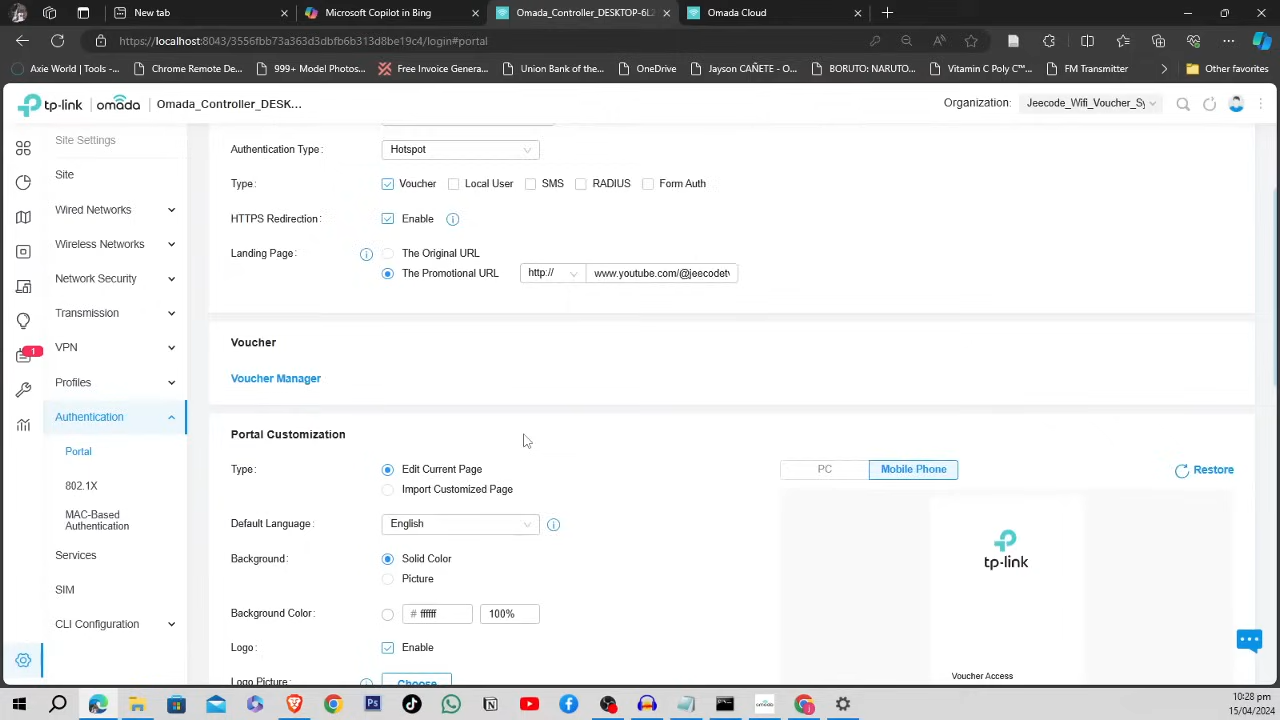 New tab
Microsoft Copilot in Bing
Omada_Controller_DESKTOP-6L
Omada Cloud
https://localhost:8043/3556fbb73a363d3dbfb6b313d8be19c4/login#portal
Axie World | Tools -...
Chrome Remote De...
999+ Model Photos...
Free Invoice Genera...
Union Bank of the...
OneDrive
Jayson CAÑETE - O...
BORUTO: NARUTO...
Vitamin C Poly C™...
FM Transmitter
Other favorites
tp-link
omada
Omada_Controller_DESK...
Organization:
Jeecode_Wifi_Voucher_Sy
Site Settings
Site
Wired Networks
Wireless Networks
Network Security
Transmission
VPN
1
Profiles
Authentication
Portal
802.1X
MAC-Based
Authentication
Services
SIM
CLI Configuration
Authentication Type:
Hotspot
Type:
Voucher
Local User
SMS
RADIUS
Form Auth
HTTPS Redirection:
Enable
Landing Page:
The Original URL
The Promotional URL
http://
www.youtube.com/@jeecodetv
Voucher
Voucher Manager
Portal Customization
Type:
Edit Current Page
Import Customized Page
PC
Mobile Phone
Restore
Default Language:
English
Background:
Solid Color
Picture
Background Color:
# ffffff
100%
Logo:
Enable
Logo Picture:
Choose
tp-link
Voucher Access
10:28 pm
15/04/2024